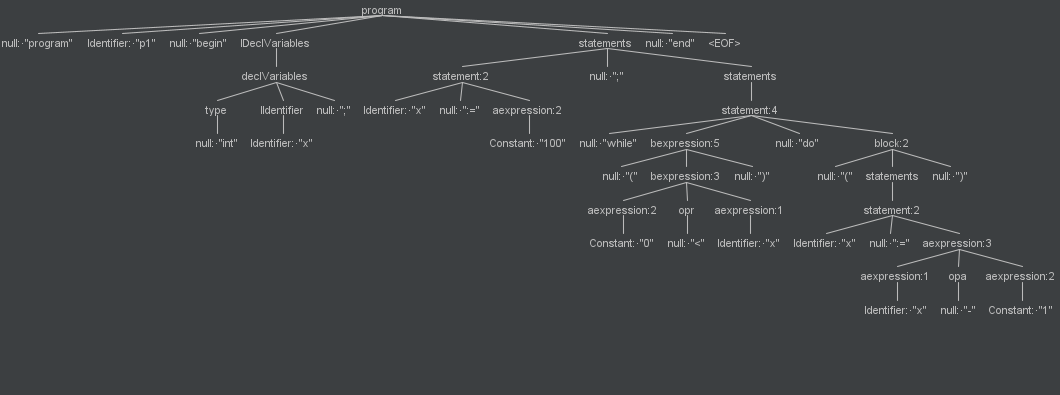 program
null:·"program" Identifier:·"p1" null:·"begin" lDeclVariables statements null:·"end" <EOF>
declVariables statement:2 null:·";" statements
type lIdentifier null:·";" Identifier:·"x" null:·":=" aexpression:2 statement:4
null:·"int" Identifier:·"x" Constant:·"100" null:·"while" bexpression:5 null:·"do" block:2
null:·"(" bexpression:3 null:·")" null:·"(" statements null:·")"
aexpression:2 opr aexpression:1 statement:2
Constant:·"0" null:·"<" Identifier:·"x" Identifier:·"x" null:·":=" aexpression:3
aexpression:1 opa aexpression:2
Identifier:·"x" null:·"-" Constant:·"1"